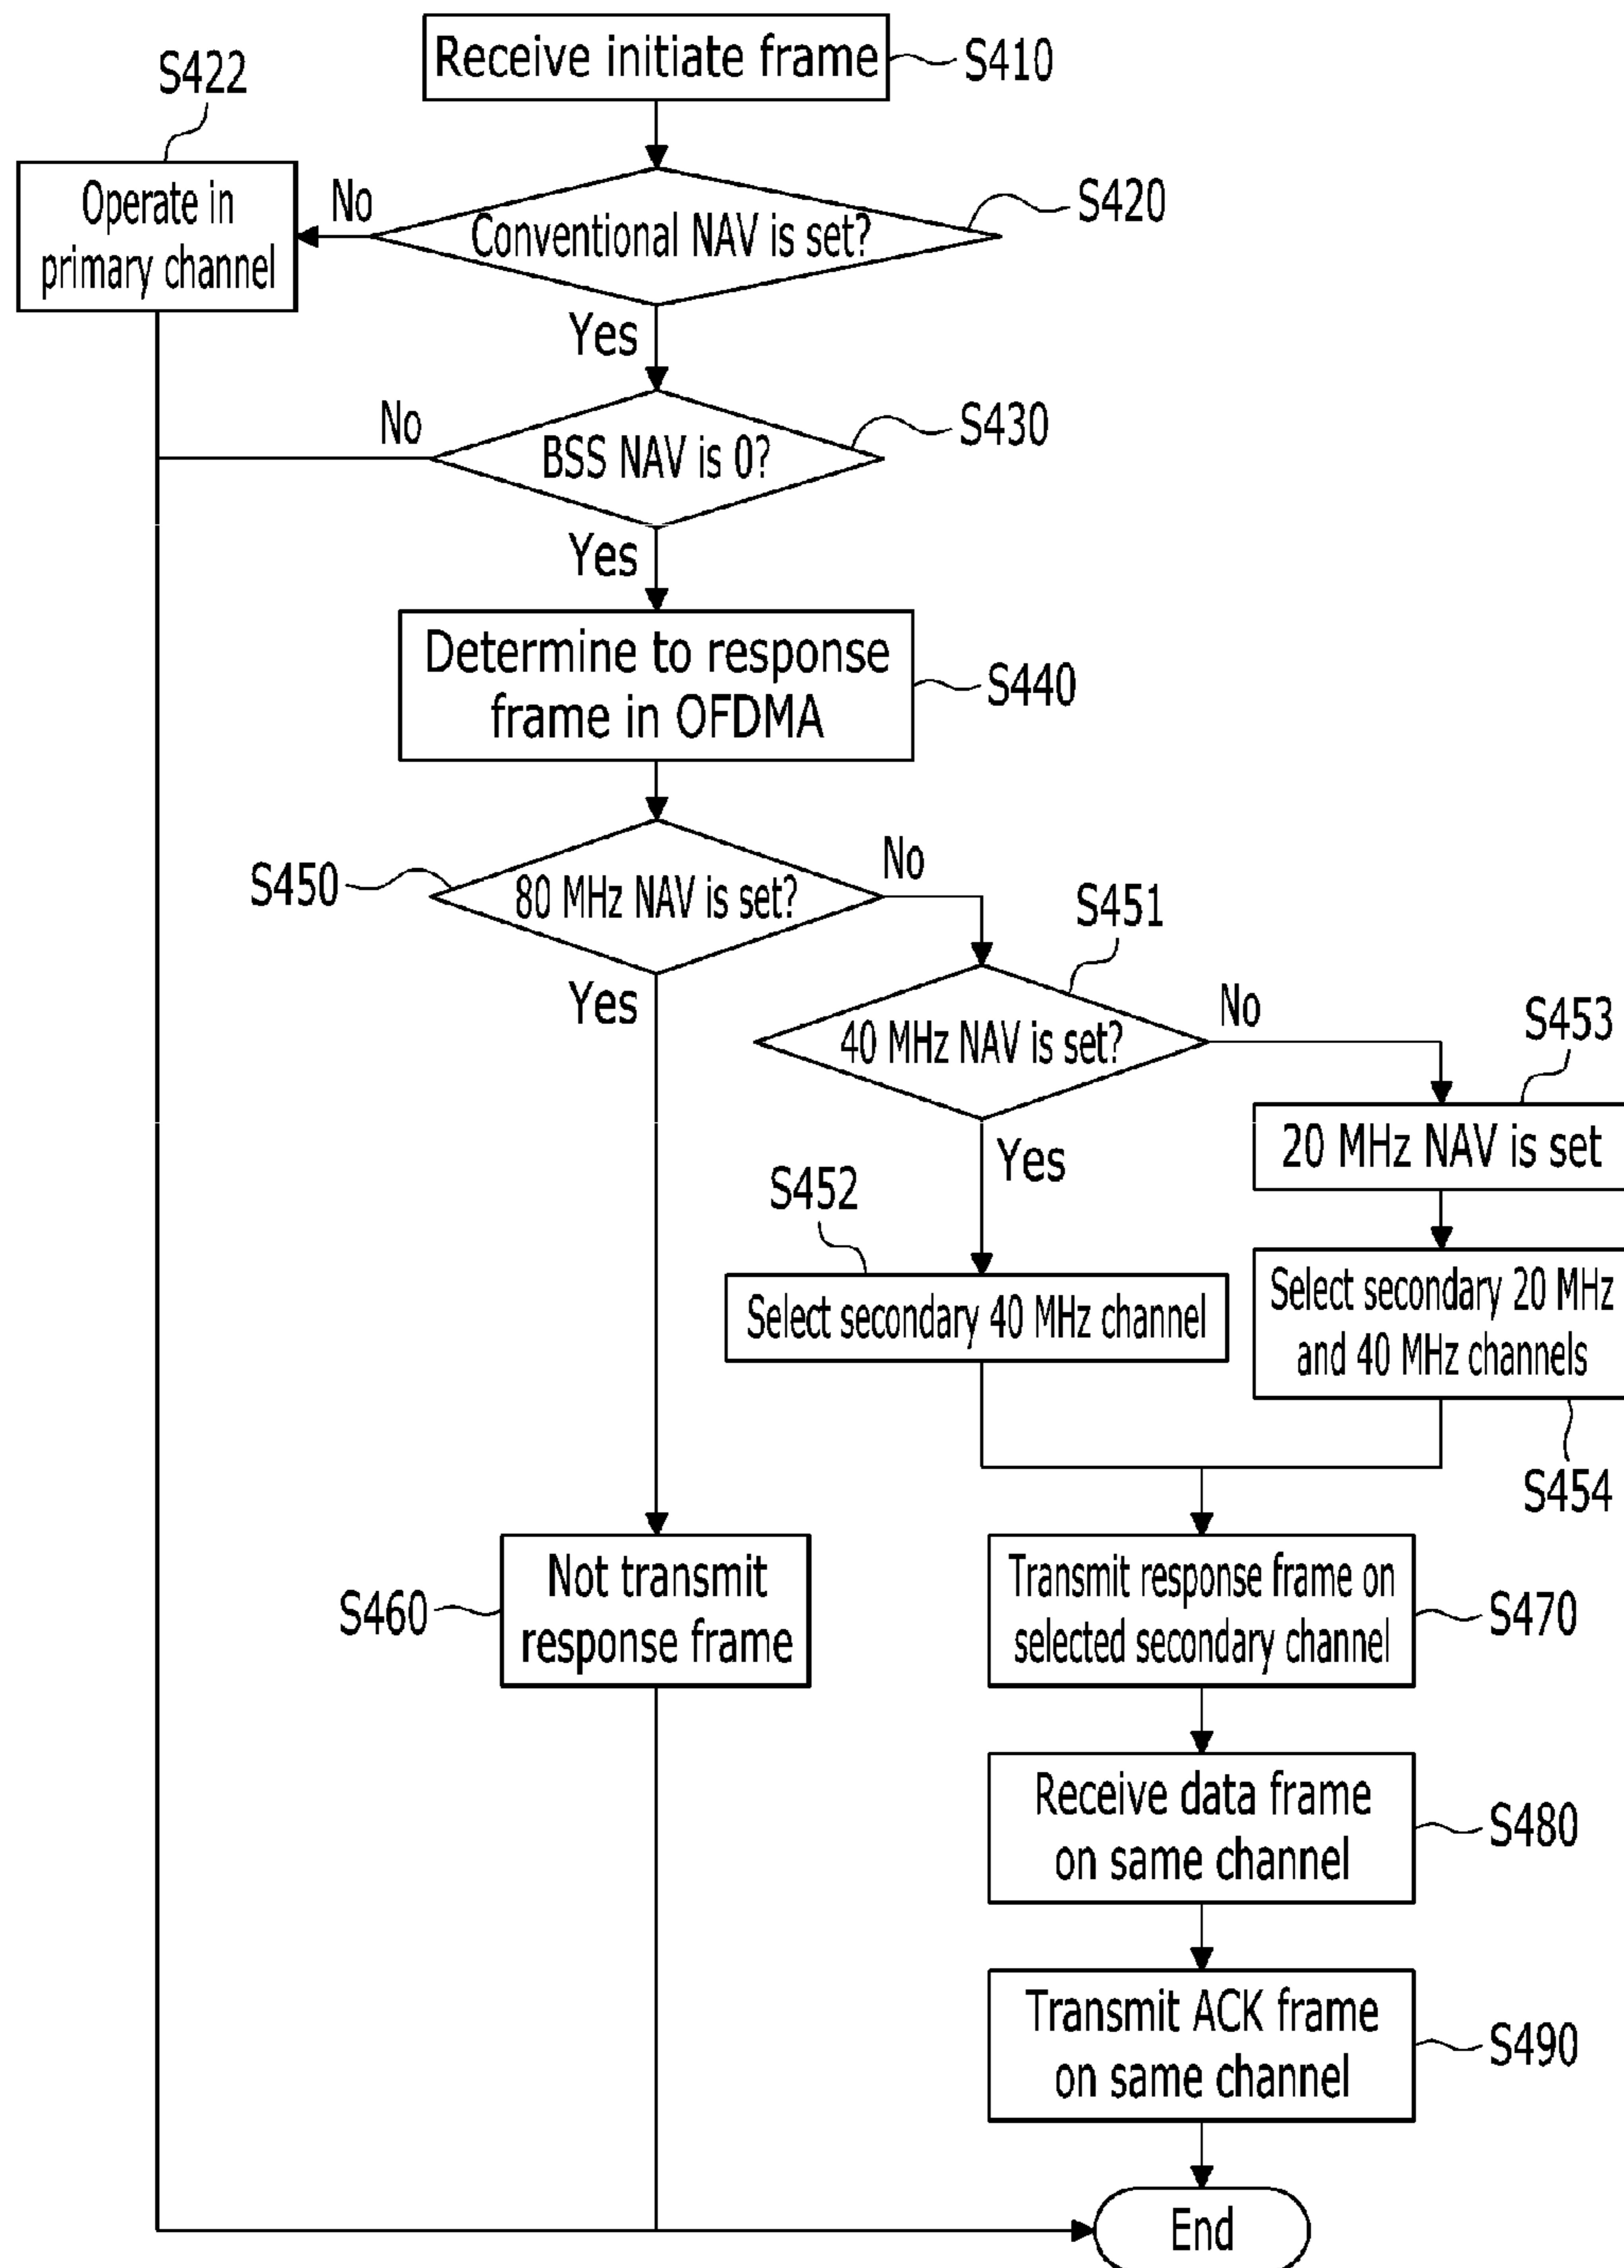 Receive initiate frame
S410
S422
Operate in
primary channel
No
Conventional NAV is set?
S420
Yes
No
BSS NAV is 0?
S430
Yes
Determine to response
frame in OFDMA
S440
S450
80 MHz NAV is set?
No
Yes
S451
40 MHz NAV is set?
No
Yes
S453
20 MHz NAV is set
S452
Select secondary 40 MHz channel
Select secondary 20 MHz
and 40 MHz channels
S454
S460
Not transmit
response frame
Transmit response frame on
selected secondary channel
S470
Receive data frame
on same channel
S480
Transmit ACK frame
on same channel
S490
End